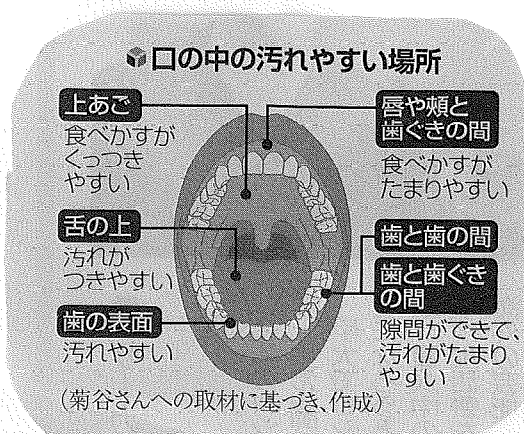 口の中の汚れやすい場所
上あご
食べかすが
くっつき
やすい
舌の上
汚れが
つきやすい
歯の表面
汚れやすい
唇や頰と
歯ぐきの間
食べかすが
たまりやすい
歯と歯の間
歯と歯ぐき
の間
隙間ができて、
汚れがたまり
やすい
(菊谷さんへの取材に基づき、作成)